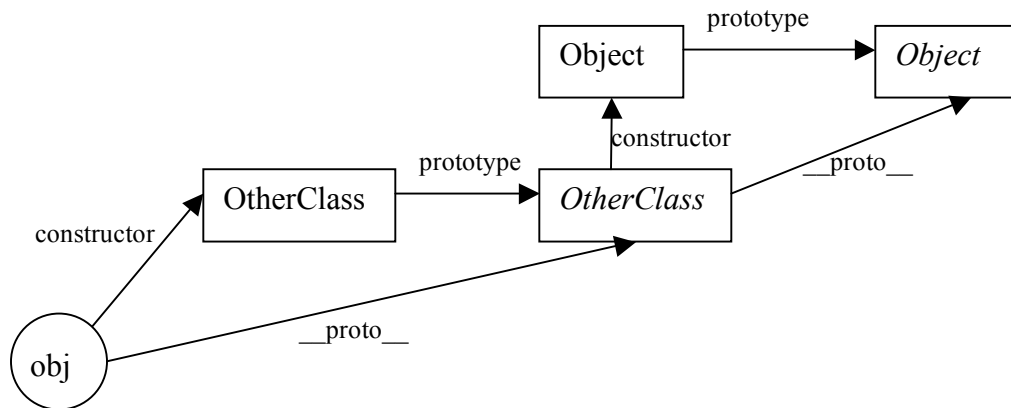 prototype
Object
Object
constructor
prototype
__proto__
OtherClass
OtherClass
constructor
__proto__
obj